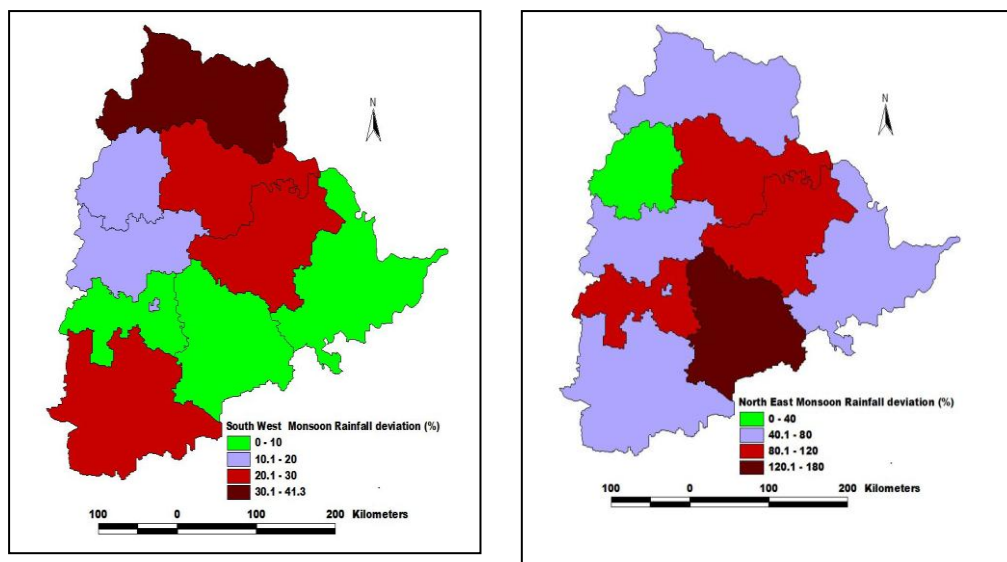 N
South West Monsoon Rainfall deviation (%)
0 - 10
10.1 - 20
20.1 - 30
30.1 - 41.3
100 0 100 200 Kilometers
N
North East Monsoon Rainfall deviation (%)
0 - 40
40.1 - 80
80.1 - 120
120.1 - 180
100 0 100 200 Kilometers